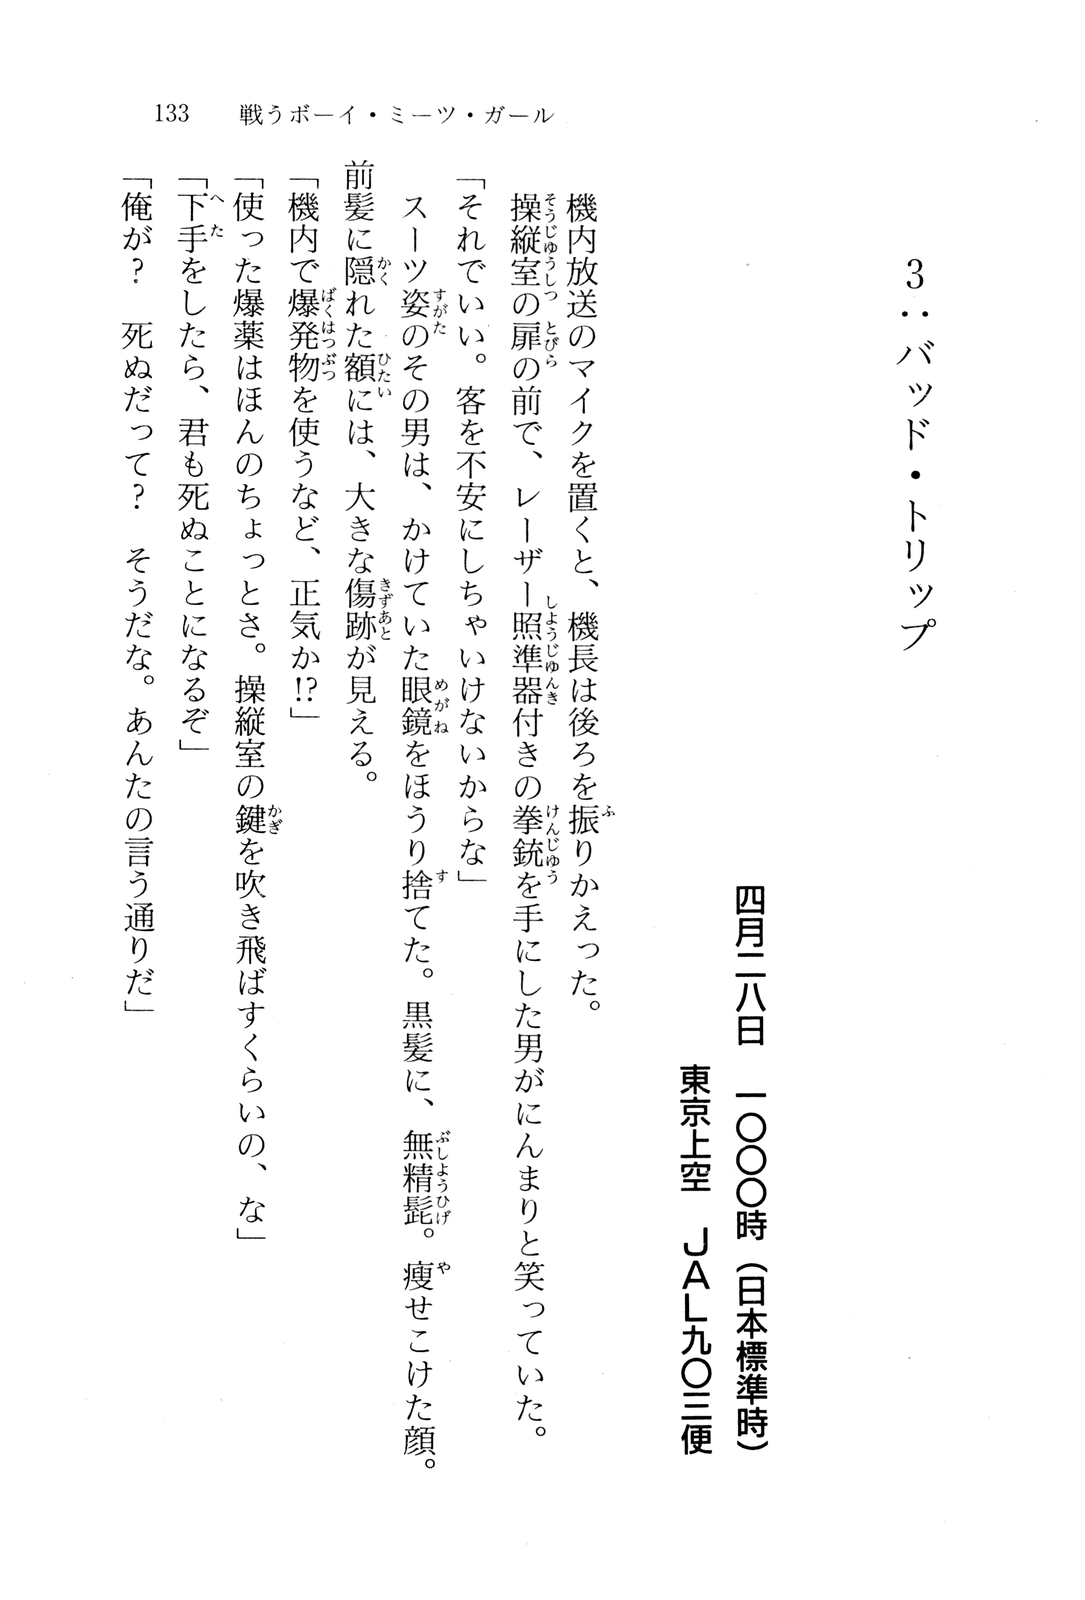 133　戦うボーイ・ミーツ・ガール
3：バッド・トリップ
四月二八日　一〇〇〇時（日本標準時）
東京上空　ＪＡＬ九〇三便
機内放送のマイクを置くと、機長は後ろを振りかえった。
操縦室の扉の前で、レーザー照準器付きの拳銃を手にした男がにんまりと笑っていた。
「それでいい。客を不安にしちゃいけないからな」
スーツ姿のその男は、かけていた眼鏡をほうり捨てた。黒髪に、無精髭。痩せこけた顔。
前髪に隠れた額には、大きな傷跡が見える。
「機内で爆発物を使うなど、正気か!?」
「使った爆薬はほんのちょっとさ。操縦室の鍵を吹き飛ばすくらいの、な」
「下手をしたら、君も死ぬことになるぞ」
「俺が？　死ぬだって？　そうだな。あんたの言う通りだ」